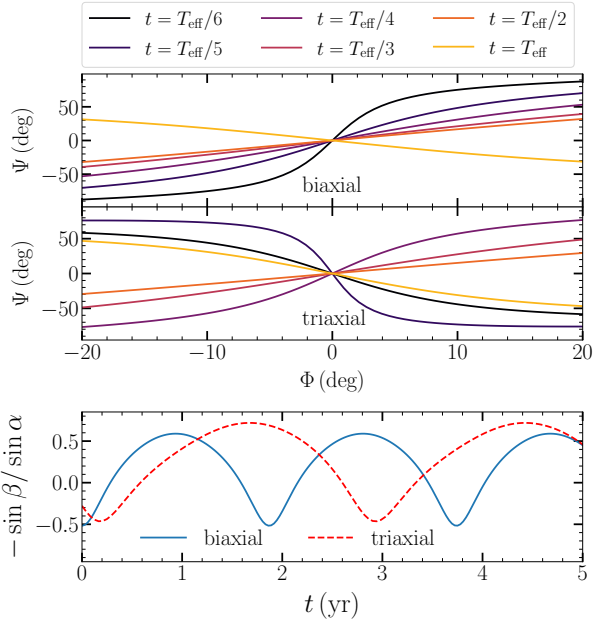 t = T_eff/6 t = T_eff/4 t = T_eff/2
t = T_eff/5 t = T_eff/3 t = T_eff
50
0
−50
Ψ (deg)
biaxial
50
0
−50
Ψ (deg)
triaxial
−20 −10 0 10 20
Φ (deg)
0.5
0.0
−0.5
− sin β/ sin α
biaxial triaxial
0 1 2 3 4 5
t (yr)